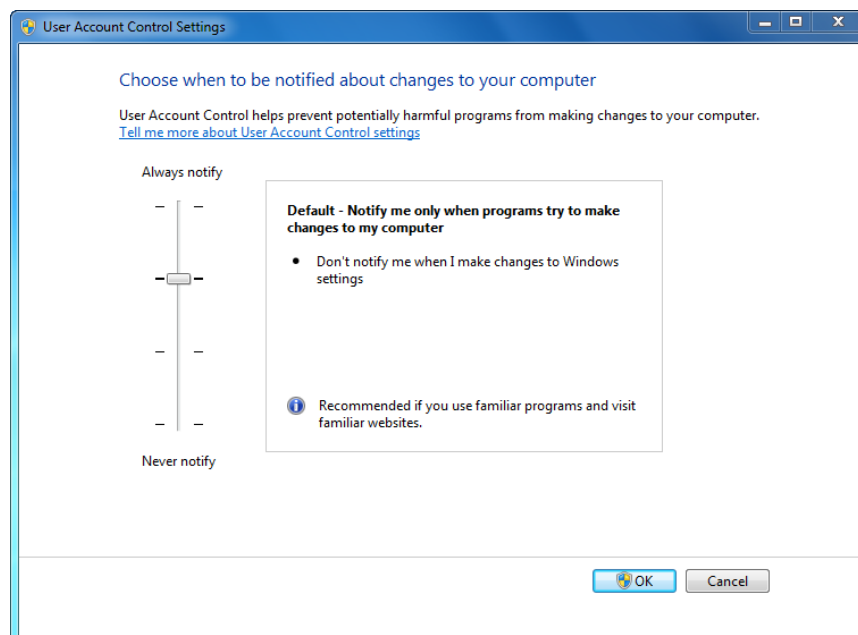 User Account Control Settings
Choose when to be notified about changes to your computer
User Account Control helps prevent potentially harmful programs from making changes to your computer.
Tell me more about User Account Control settings
Always notify
Default - Notify me only when programs try to make
changes to my computer
• Don't notify me when I make changes to Windows
settings
Recommended if you use familiar programs and visit
familiar websites.
Never notify
OK
Cancel